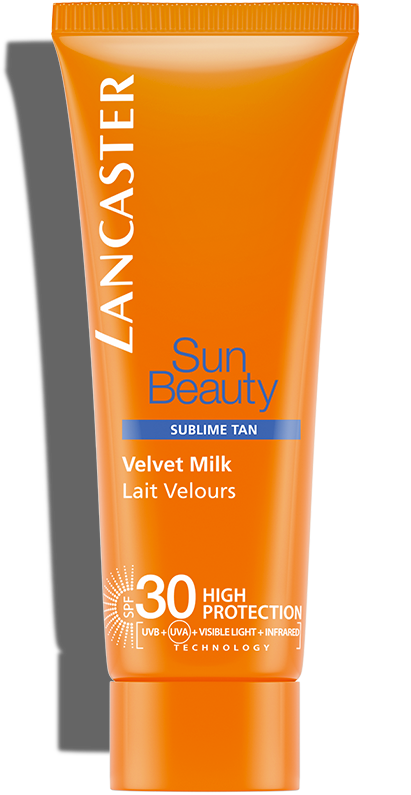 LANCASTER
Sun
Beauty
SUBLIME TAN
Velvet Milk
Lait Velours
SPF 30 HIGH
PROTECTION
UVB + UVA + VISIBLE LIGHT + INFRARED
TECHNOLOGY